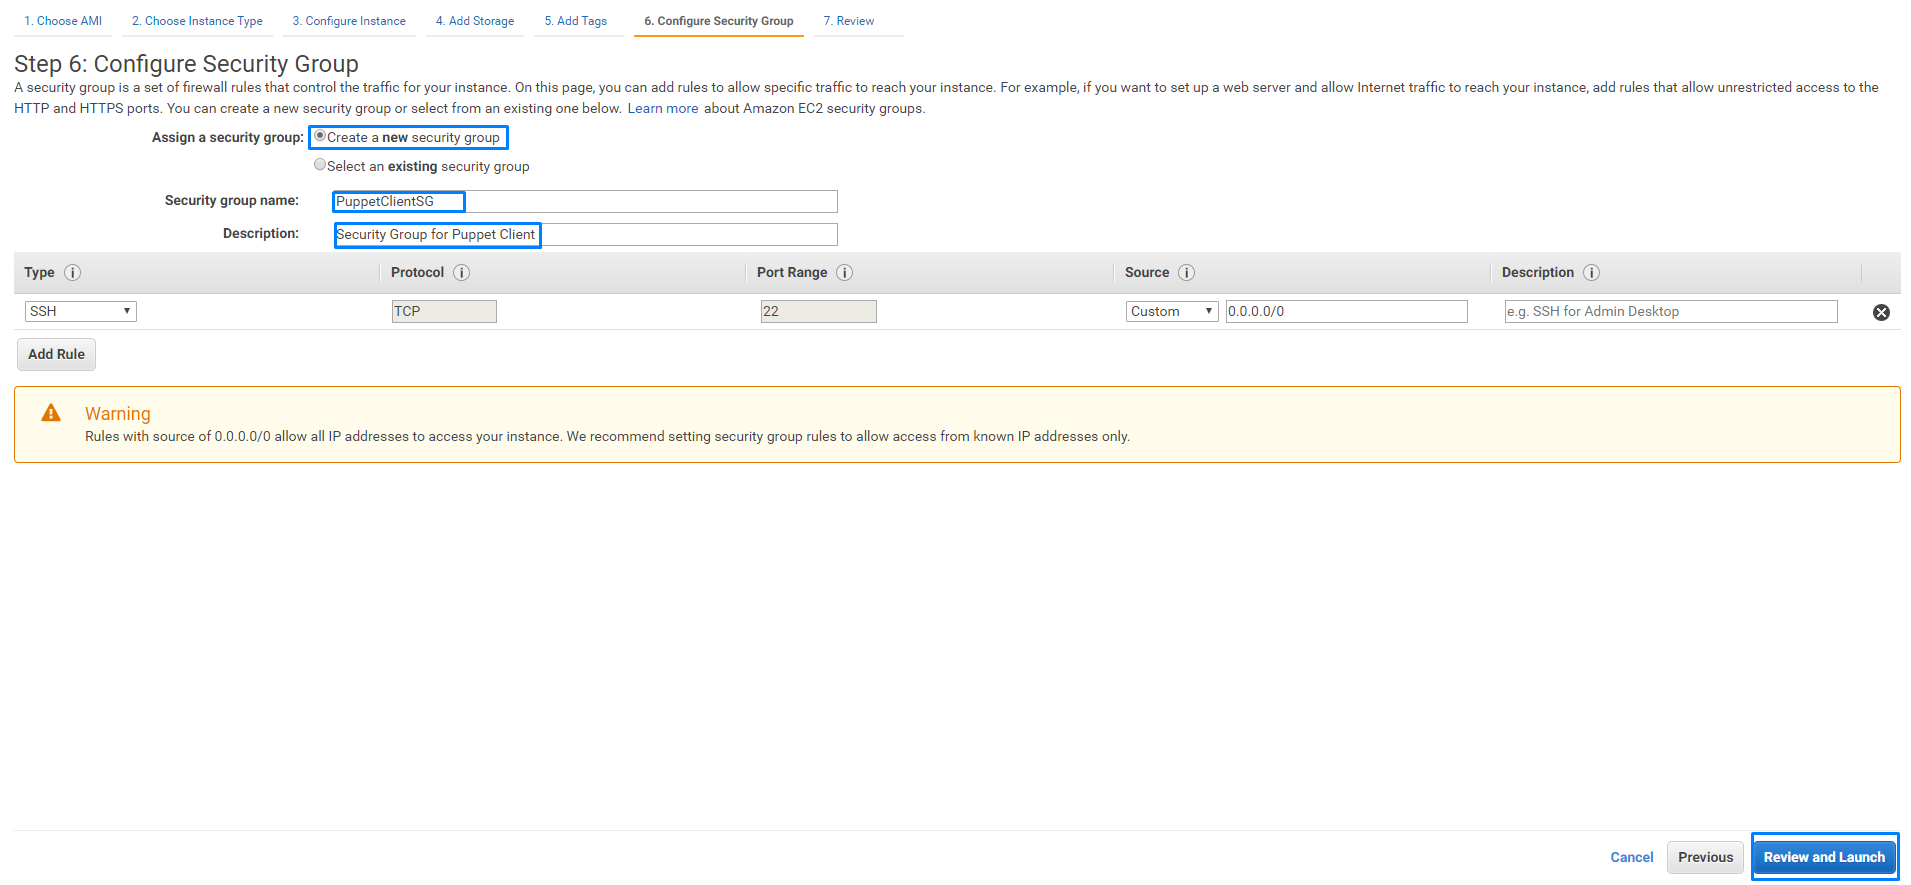 1. Choose AMI 2. Choose Instance Type 3. Configure Instance 4. Add Storage 5. Add Tags 6. Configure Security Group 7. Review
Step 6: Configure Security Group
A security group is a set of firewall rules that control the traffic for your instance. On this page, you can add rules to allow specific traffic to reach your instance. For example, if you want to set up a web server and allow Internet traffic to reach your instance, add rules that allow unrestricted access to the
HTTP and HTTPS ports. You can create a new security group or select from an existing one below. Learn more about Amazon EC2 security groups.
Assign a security group: Create a new security group
Select an existing security group
Security group name: PuppetClientSG
Description: Security Group for Puppet Client
Type i Protocol i Port Range i Source i Description i
SSH TCP 22 Custom 0.0.0.0/0 e.g. SSH for Admin Desktop
Add Rule
Warning
Rules with source of 0.0.0.0/0 allow all IP addresses to access your instance. We recommend setting security group rules to allow access from known IP addresses only.
Cancel Previous Review and Launch